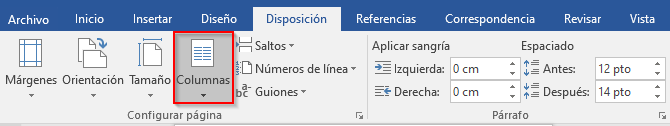 Archivo Inicio Insertar Diseño Disposición Referencias Correspondencia Revisar Vista
Márgenes Orientación Tamaño Columnas
Saltos
Números de línea
Guiones
Configurar página
Aplicar sangría Espaciado
Izquierda: 0 cm Antes: 12 pto
Derecha: 0 cm Después: 14 pto
Párrafo